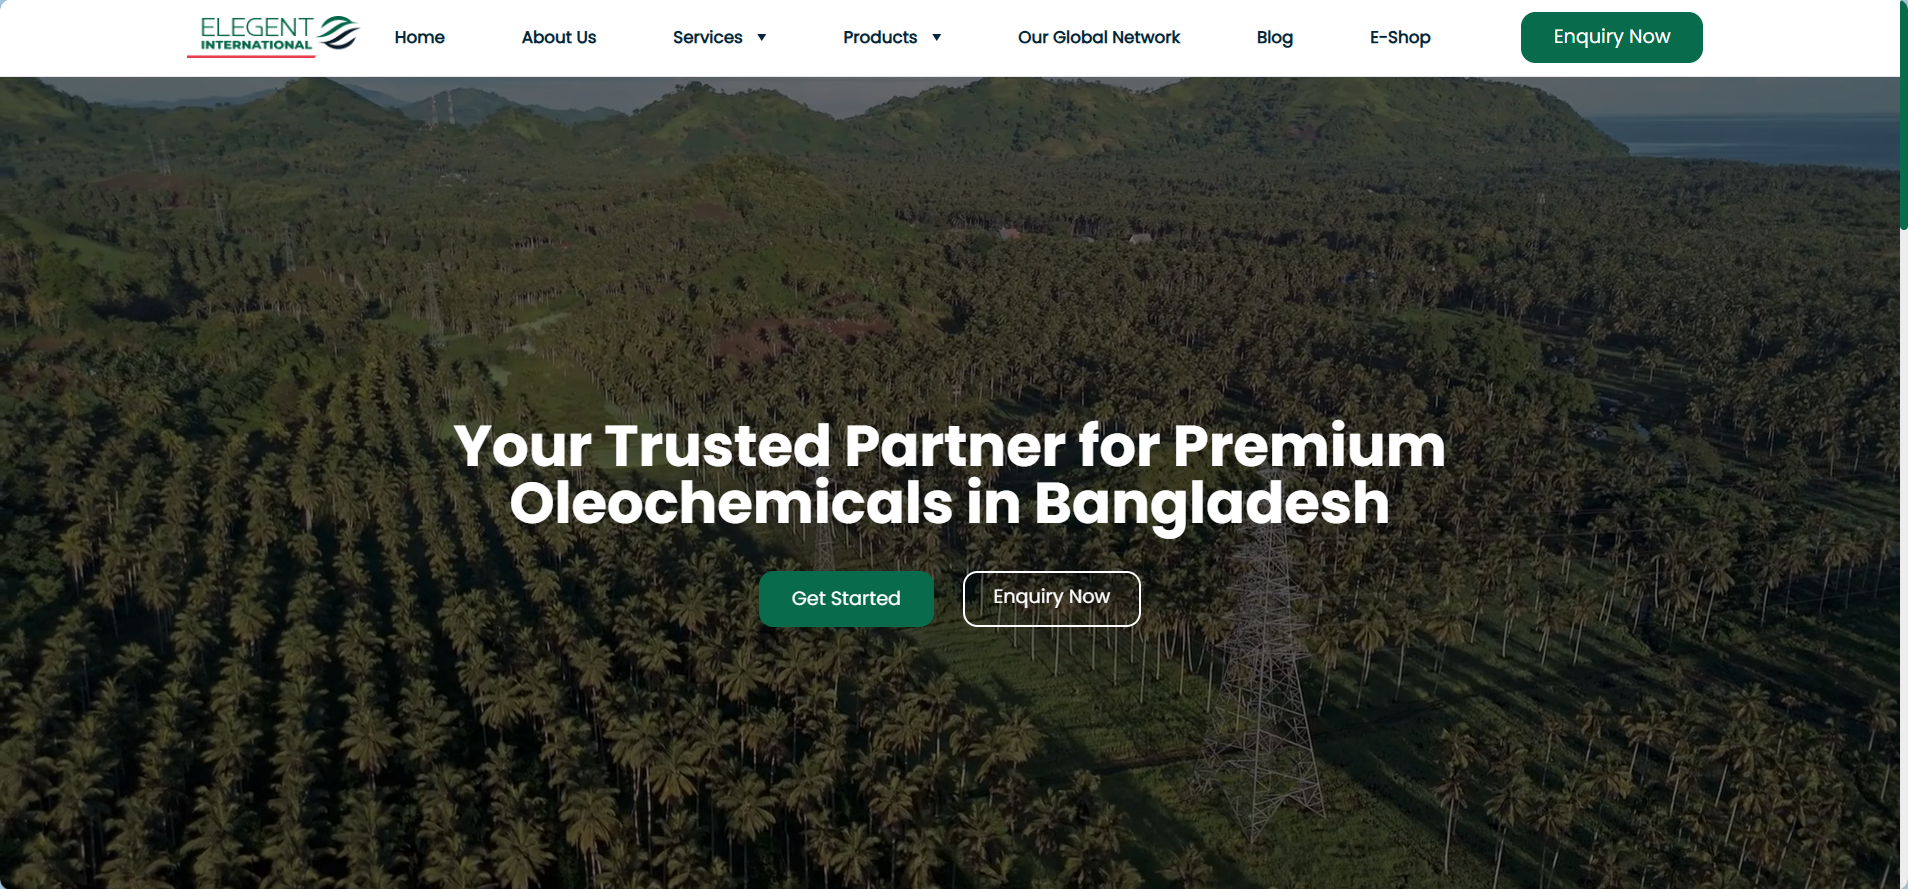 ELEGENT
INTERNATIONAL
Home
About Us
Services
Products
Our Global Network
Blog
E-Shop
Enquiry Now
Your Trusted Partner for Premium
Oleochemicals in Bangladesh
Get Started
Enquiry Now